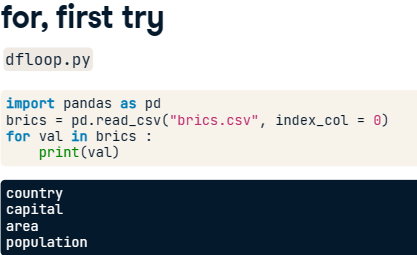 for, first try
dfloop.py
import pandas as pd
brics = pd.read_csv("brics.csv", index_col = 0)
for val in brics :
    print(val)
country
capital
area
population